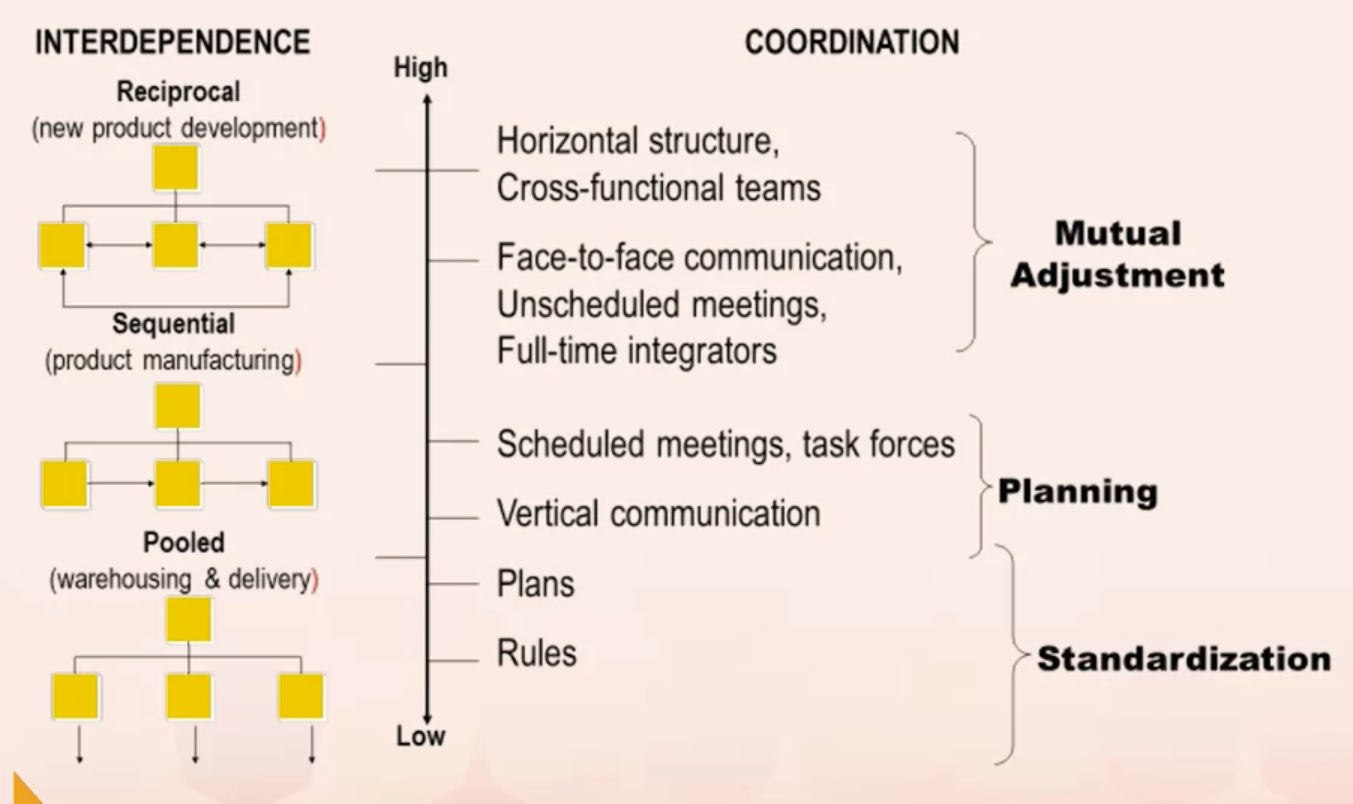 INTERDEPENDENCE
COORDINATION
High
Reciprocal
(new product development)
Horizontal structure,
Cross-functional teams
Mutual
Adjustment
Face-to-face communication,
Unscheduled meetings,
Full-time integrators
Sequential
(product manufacturing)
Scheduled meetings, task forces
Planning
Vertical communication
Pooled
(warehousing & delivery)
Plans
Rules
Standardization
Low